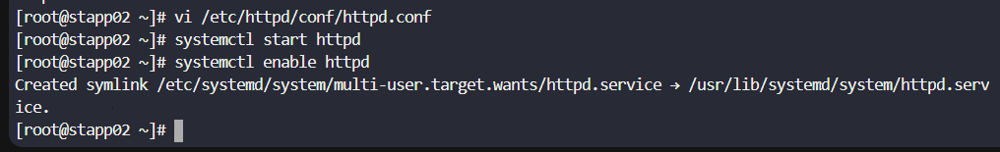 [root@stapp02 ~]# vi /etc/httpd/conf/httpd.conf
[root@stapp02 ~]# systemctl start httpd
[root@stapp02 ~]# systemctl enable httpd
Created symlink /etc/systemd/system/multi-user.target.wants/httpd.service → /usr/lib/systemd/system/httpd.serv
ice.
[root@stapp02 ~]#